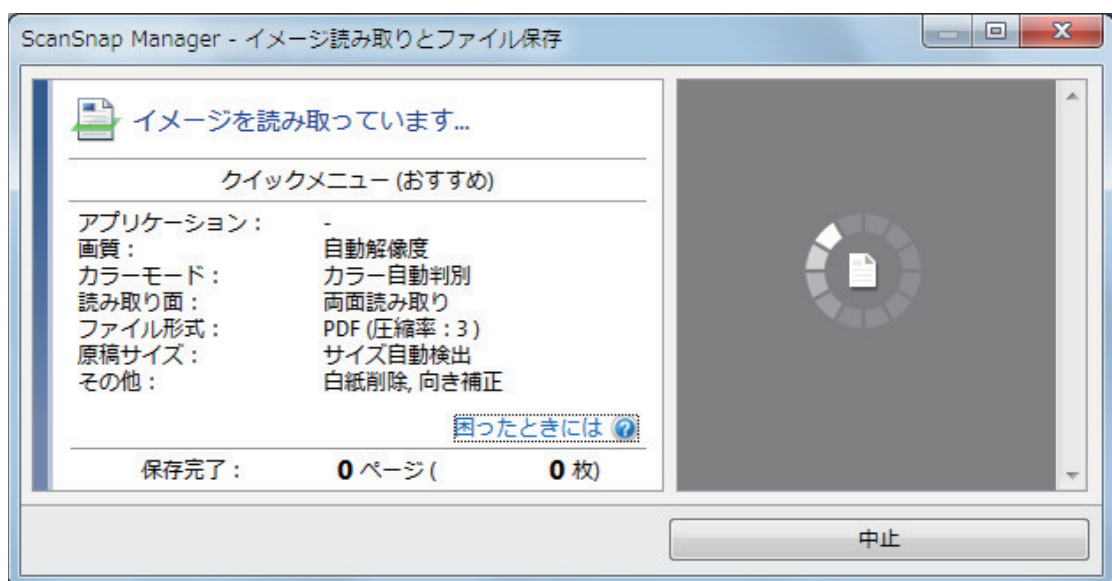 ScanSnap Manager - イメージ読み取りとファイル保存
イメージを読み取っています...
クイックメニュー (おすすめ)
アプリケーション： -
画質： 自動解像度
カラーモード： カラー自動判別
読み取り面： 両面読み取り
ファイル形式： PDF (圧縮率：3)
原稿サイズ： サイズ自動検出
その他： 白紙削除, 向き補正
困ったときには ?
保存完了： 0 ページ ( 0 枚)
中止